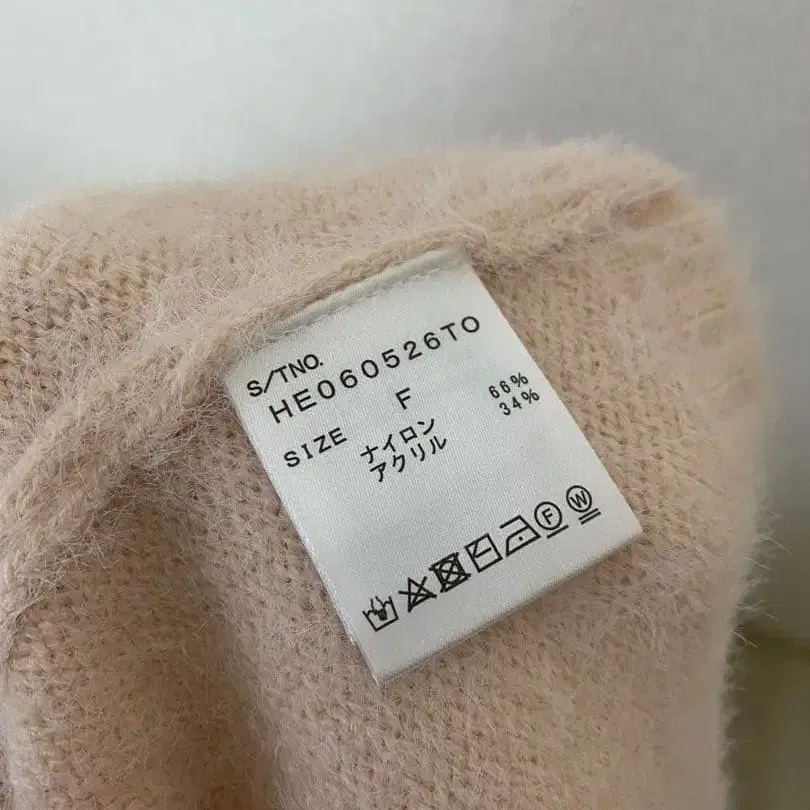 S/TNO.
HE060526TO
SIZE F
ナイロン 66%
アクリル 34%
F W